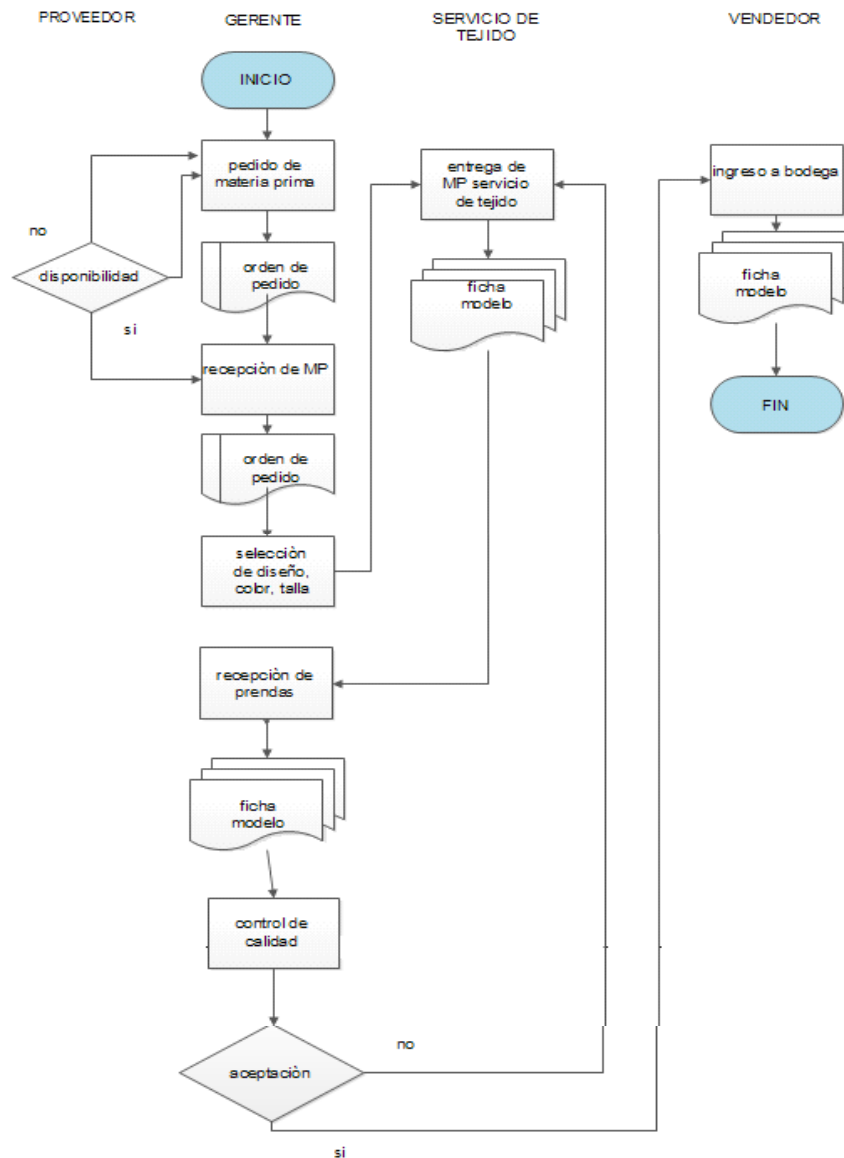 PROVEEDOR
GERENTE
SERVICIO DE
TEJIDO
VENDEDOR
INICIO
pedido de
materia prima
entrega de
MP servicio
de tejido
ingreso a bodega
no
disponibilidad
orden de
pedido
ficha
modelo
ficha
modelo
si
recepciòn de MP
FIN
orden de
pedido
selecciòn
de diseño,
color, talla
recepciòn de
prendas
ficha
modelo
control de
calidad
no
aceptaciòn
si